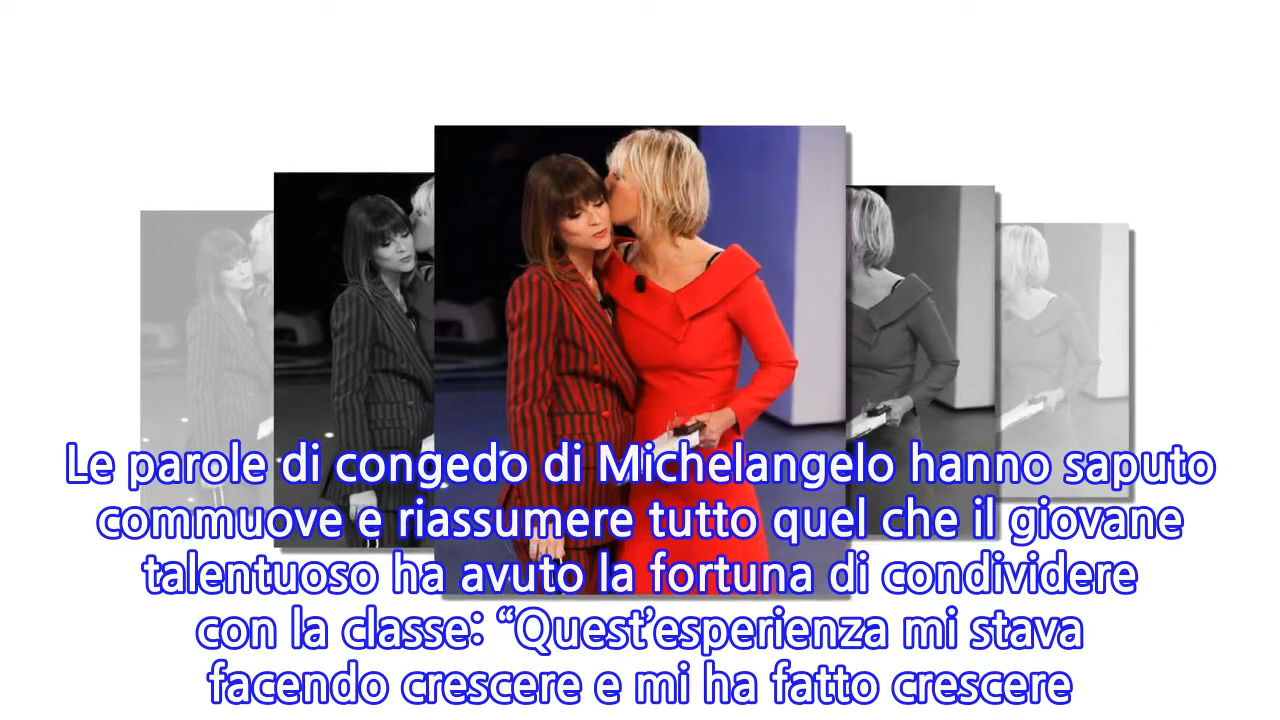 Le parole di congedo di Michelangelo hanno saputo
commuove e riassumere tutto quel che il giovane
talentuoso ha avuto la fortuna di condividere
con la classe: “Quest’esperienza mi stava
facendo crescere e mi ha fatto crescere